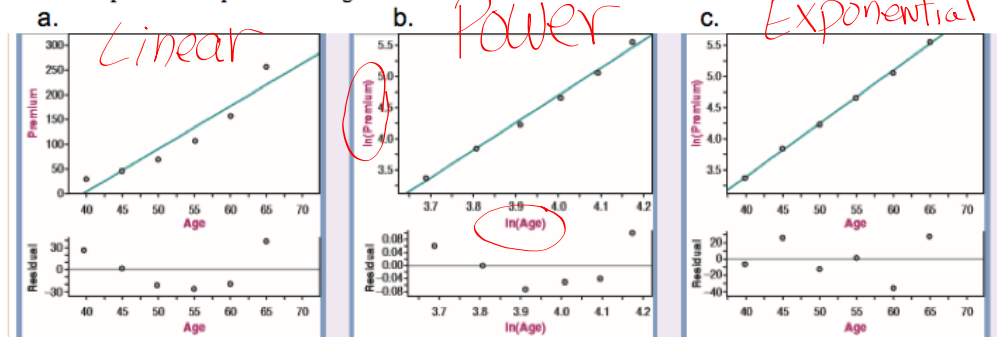 a.
Linear
300
250
200
150
100
50
0
Premium
40 45 50 55 60 65 70
Age
30
0
-30
Residual
40 45 50 55 60 65 70
Age
b.
Power
5.5
5.0
4.5
4.0
3.5
ln(Premium)
3.7 3.8 3.9 4.0 4.1 4.2
ln(Age)
0.08
0.04
0.00
-0.04
-0.08
Residual
3.7 3.8 3.9 4.0 4.1 4.2
ln(Age)
c.
Exponential
5.5
5.0
4.5
4.0
3.5
ln(Premium)
40 45 50 55 60 65 70
Age
20
0
-20
-40
Residual
40 45 50 55 60 65 70
Age